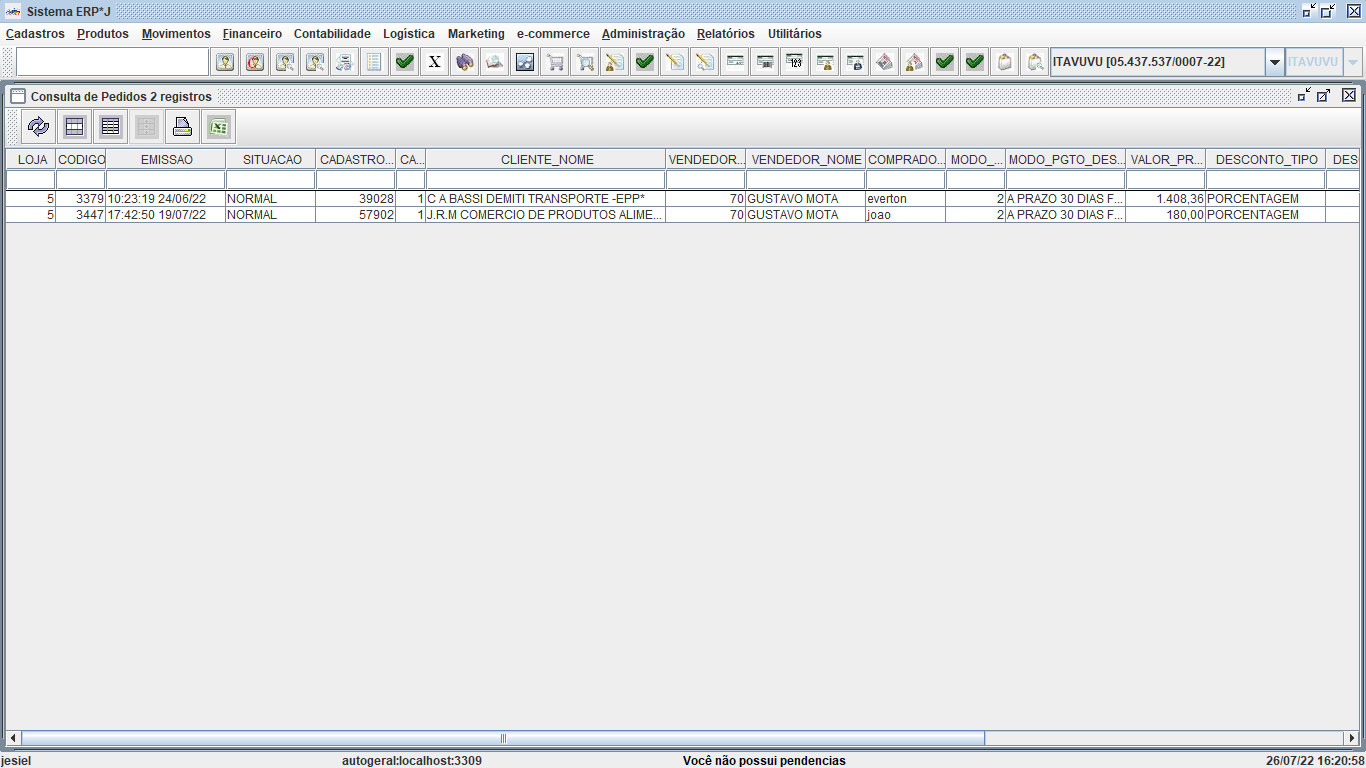 Sistema ERP*J
Cadastros Produtos Movimentos Financeiro Contabilidade Logística Marketing e-commerce Administração Relatórios Utilitários
X 123 ITAVUVU [05.437.537/0007-22] ITAVUVU
Consulta de Pedidos 2 registros
LOJA CODIGO EMISSAO SITUACAO CADASTRO... CA... CLIENTE_NOME VENDEDOR... VENDEDOR_NOME COMPRADO... MODO_... MODO_PGTO_DES... VALOR_PR... DESCONTO_TIPO DES
5 3379 10:23:19 24/06/22 NORMAL 39028 1 C A BASSI DEMITI TRANSPORTE -EPP* 70 GUSTAVO MOTA everton 2 A PRAZO 30 DIAS F... 1.408,36 PORCENTAGEM
5 3447 17:42:50 19/07/22 NORMAL 57902 1 J.R.M COMERCIO DE PRODUTOS ALIME... 70 GUSTAVO MOTA joao 2 A PRAZO 30 DIAS F... 180,00 PORCENTAGEM
jesiel autogeral:localhost:3309 Você não possui pendencias 26/07/22 16:20:58